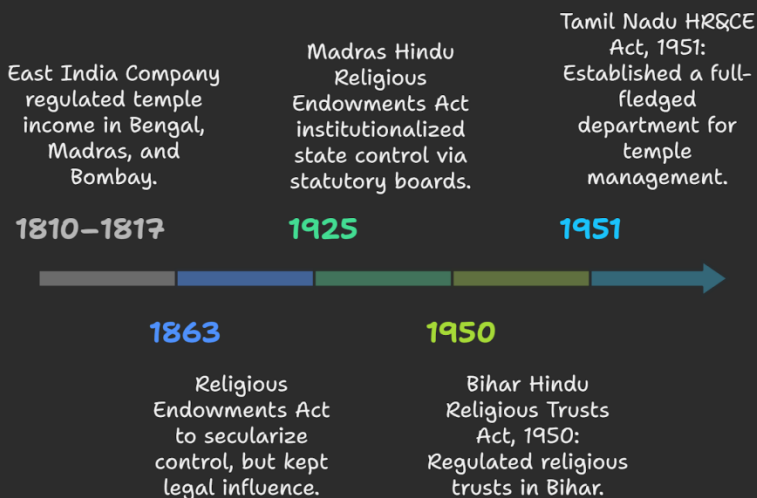 East India Company
regulated temple
income in Bengal,
Madras, and
Bombay.
1810–1817
Religious
Endowments Act
to secularize
control, but kept
legal influence.
1863
Madras Hindu
Religious
Endowments Act
institutionalized
state control via
statutory boards.
1925
Bihar Hindu
Religious Trusts
Act, 1950:
Regulated religious
trusts in Bihar.
1950
Tamil Nadu HR&CE
Act, 1951:
Established a full-
fledged
department for
temple
management.
1951